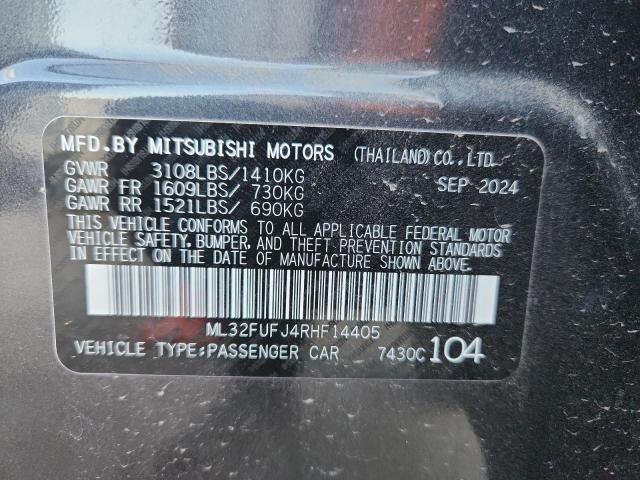 MFD.BY MITSUBISHI MOTORS (THAILAND)CO.,LTD.
GVWR 3108LBS/1410KG SEP 2024
GAWR FR 1609LBS/ 730KG
GAWR RR 1521LBS/ 690KG
THIS VEHICLE CONFORMS TO ALL APPLICABLE FEDERAL MOTOR
VEHICLE SAFETY, BUMPER, AND THEFT PREVENTION STANDARDS
IN EFFECT ON THE DATE OF MANUFACTURE SHOWN ABOVE.
ML32FUFJ4RHF14405
VEHICLE TYPE:PASSENGER CAR 7430C104